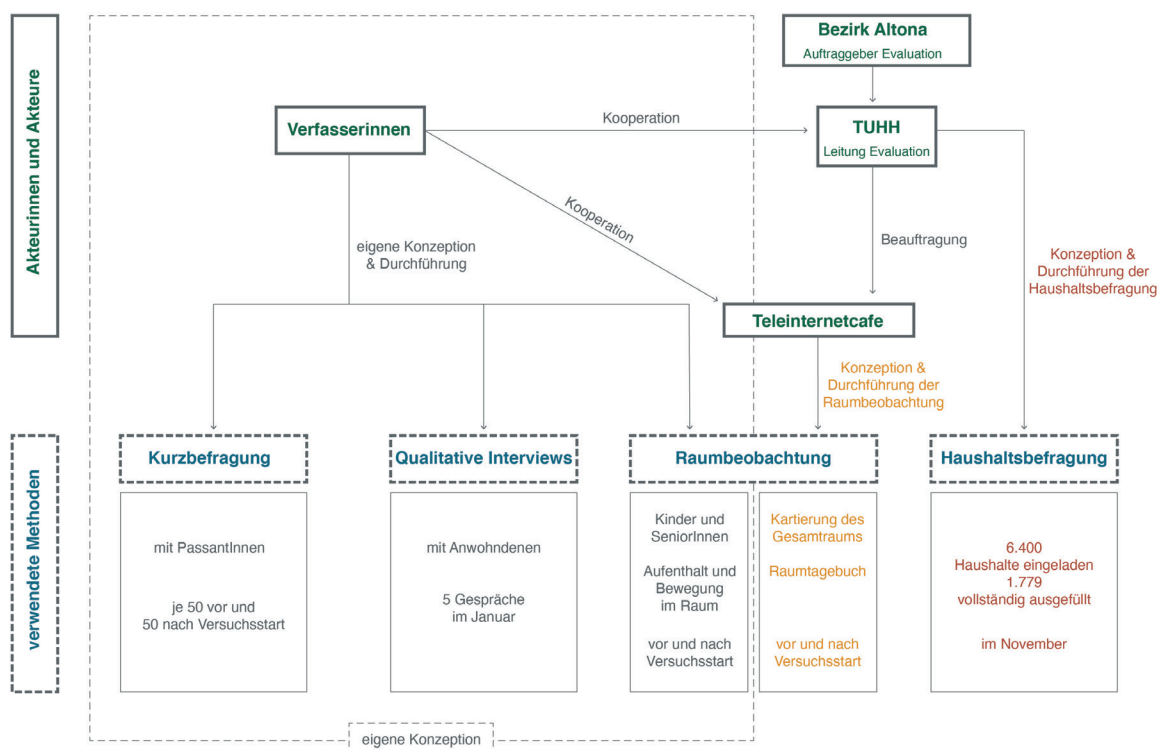 Akteurinnen und Akteure
Bezirk Altona
Auftraggeber Evaluation
Verfasserinnen
Kooperation
TUHH
Leitung Evaluation
Kooperation
eigene Konzeption
& Durchführung
Beauftragung
Konzeption &
Durchführung der
Haushaltsbefragung
Teleinternetcafe
Konzeption &
Durchführung der
Raumbeobachtung
verwendete Methoden
Kurzbefragung
mit PassantInnen
je 50 vor und
50 nach Versuchsstart
Qualitative Interviews
mit Anwohndenen
5 Gespräche
im Januar
Raumbeobachtung
Kinder und
SeniorInnen
Aufenthalt und
Bewegung
im Raum
vor und nach
Versuchsstart
Kartierung des
Gesamtraums
Raumtagebuch
vor und nach
Versuchsstart
Haushaltsbefragung
6.400
Haushalte eingeladen
1.779
vollständig ausgefüllt
im November
eigene Konzeption